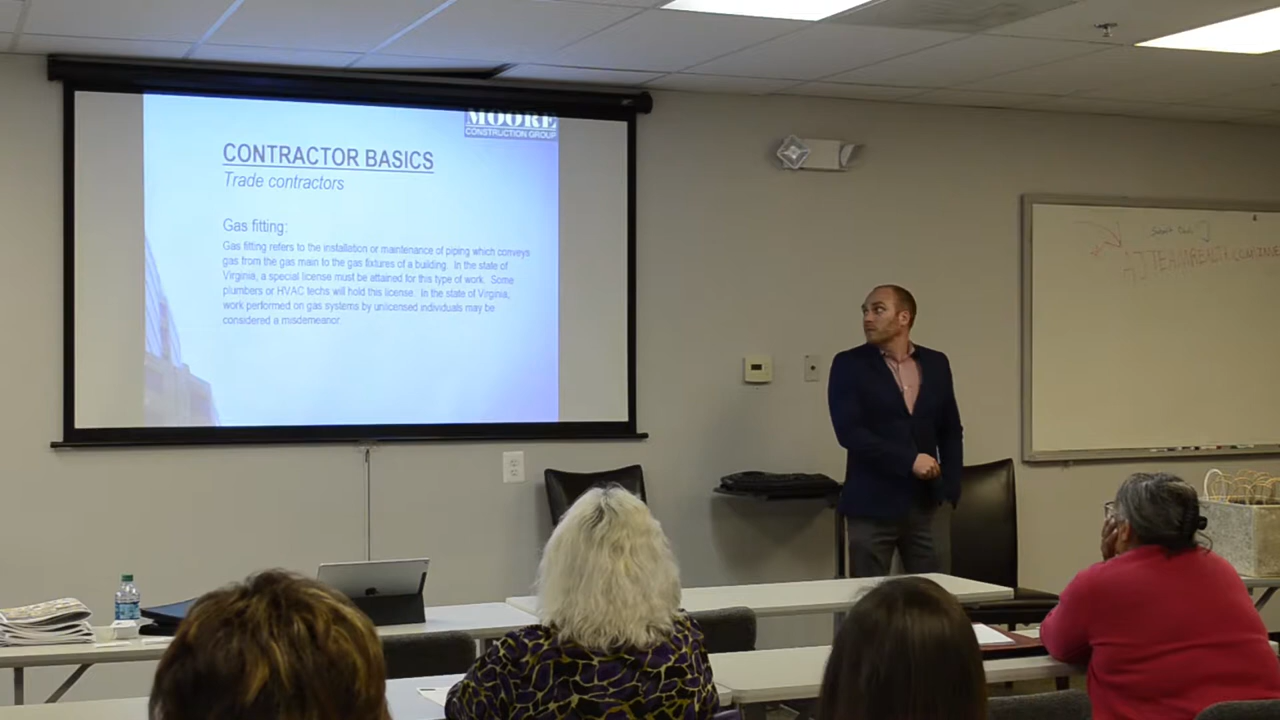 MOORE
CONSTRUCTION GROUP
CONTRACTOR BASICS
Trade contractors
Gas fitting:
Gas fitting refers to the installation or maintenance of piping which conveys
gas from the gas main to the gas fixtures of a building. In the state of
Virginia, a special license must be attained for this type of work. Some
plumbers or HVAC techs will hold this license. In the state of Virginia,
work performed on gas systems by unlicensed individuals may be
considered a misdemeanor.